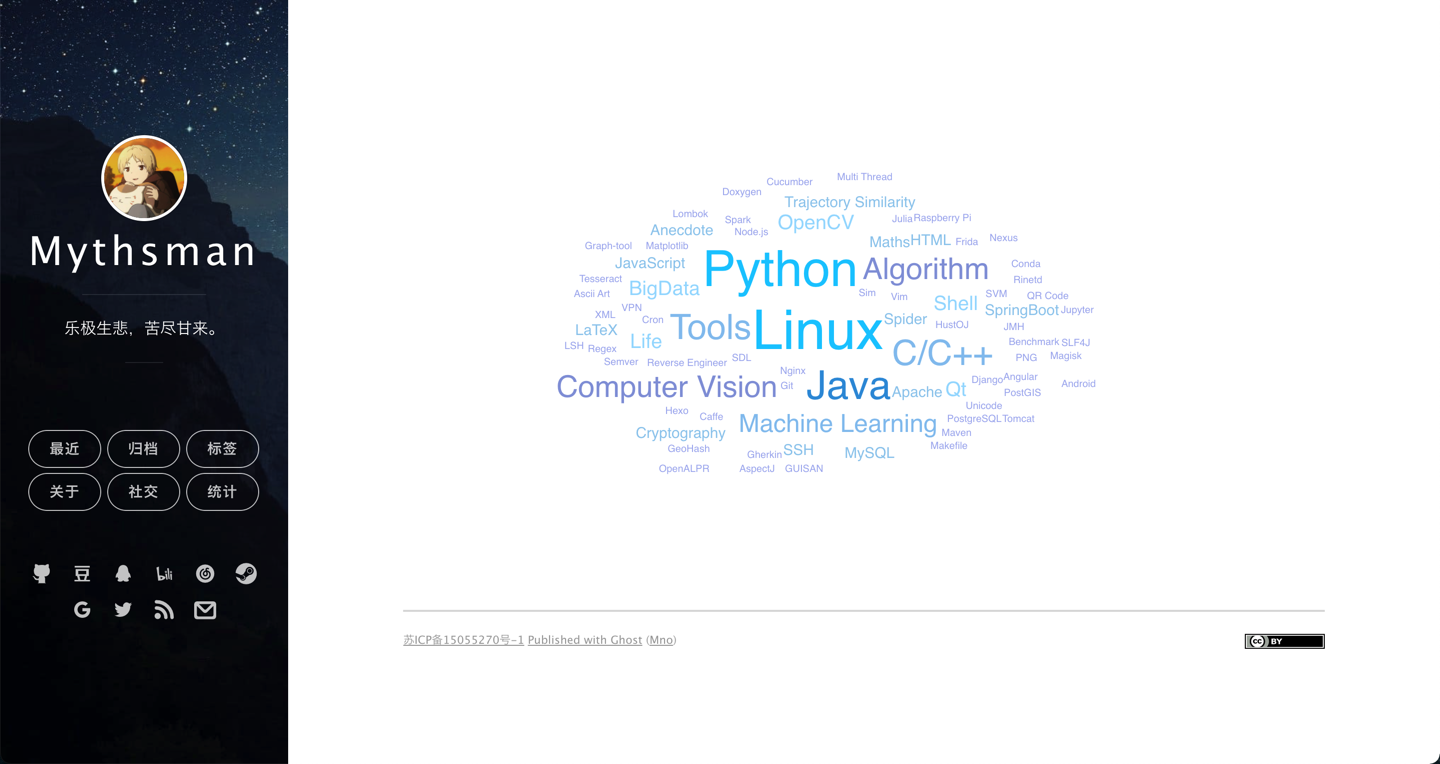 Mythsman
乐极生悲，苦尽甘来。
最近 归档 标签
关于 社交 统计
豆
bili
G
Cucumber Multi Thread
Doxygen
Trajectory Similarity
Lombok Spark OpenCV Julia Raspberry Pi
Anecdote Node.js
Graph-tool Matplotlib Maths HTML Frida Nexus
JavaScript Python Algorithm Conda
Tesseract Rinetd
Ascii Art BigData Sim Vim SVM QR Code
VPN Shell
XML Cron SpringBoot Jupyter
LaTeX Tools Linux Spider HustOJ JMH
LSH Regex Life Benchmark SLF4J
Semver Reverse Engineer SDL C/C++ PNG Magisk
Nginx
Computer Vision Git Java Apache Qt Django Angular Android
PostGIS
Hexo Caffe Unicode
Machine Learning PostgreSQL Tomcat
Cryptography Maven
GeoHash Gherkin SSH MySQL Makefile
OpenALPR AspectJ GUISAN
苏ICP备15055270号-1 Published with Ghost (Mno)
cc BY